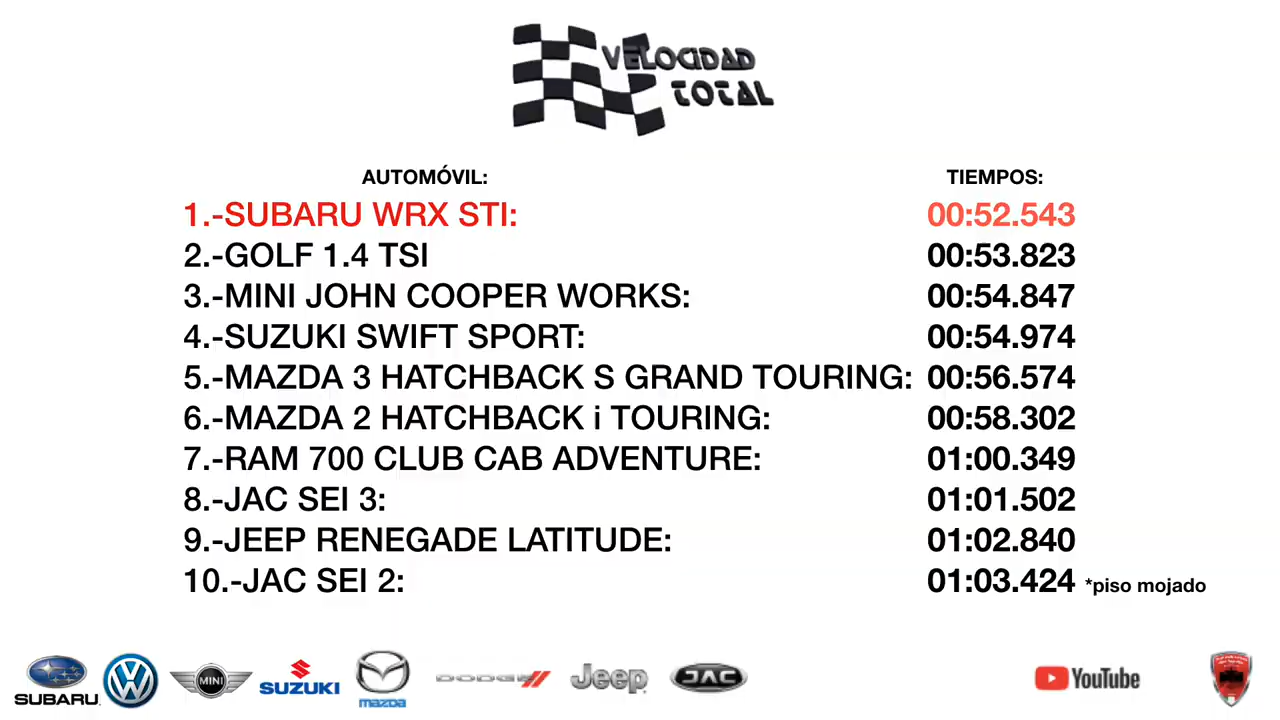 VELOCIDAD
TOTAL
AUTOMÓVIL: TIEMPOS:
1.-SUBARU WRX STI: 00:52.543
2.-GOLF 1.4 TSI 00:53.823
3.-MINI JOHN COOPER WORKS: 00:54.847
4.-SUZUKI SWIFT SPORT: 00:54.974
5.-MAZDA 3 HATCHBACK S GRAND TOURING: 00:56.574
6.-MAZDA 2 HATCHBACK i TOURING: 00:58.302
7.-RAM 700 CLUB CAB ADVENTURE: 01:00.349
8.-JAC SEI 3: 01:01.502
9.-JEEP RENEGADE LATITUDE: 01:02.840
10.-JAC SEI 2: 01:03.424 *piso mojado
SUBARU. MINI SUZUKI mazda DODGE Jeep JAC YouTube